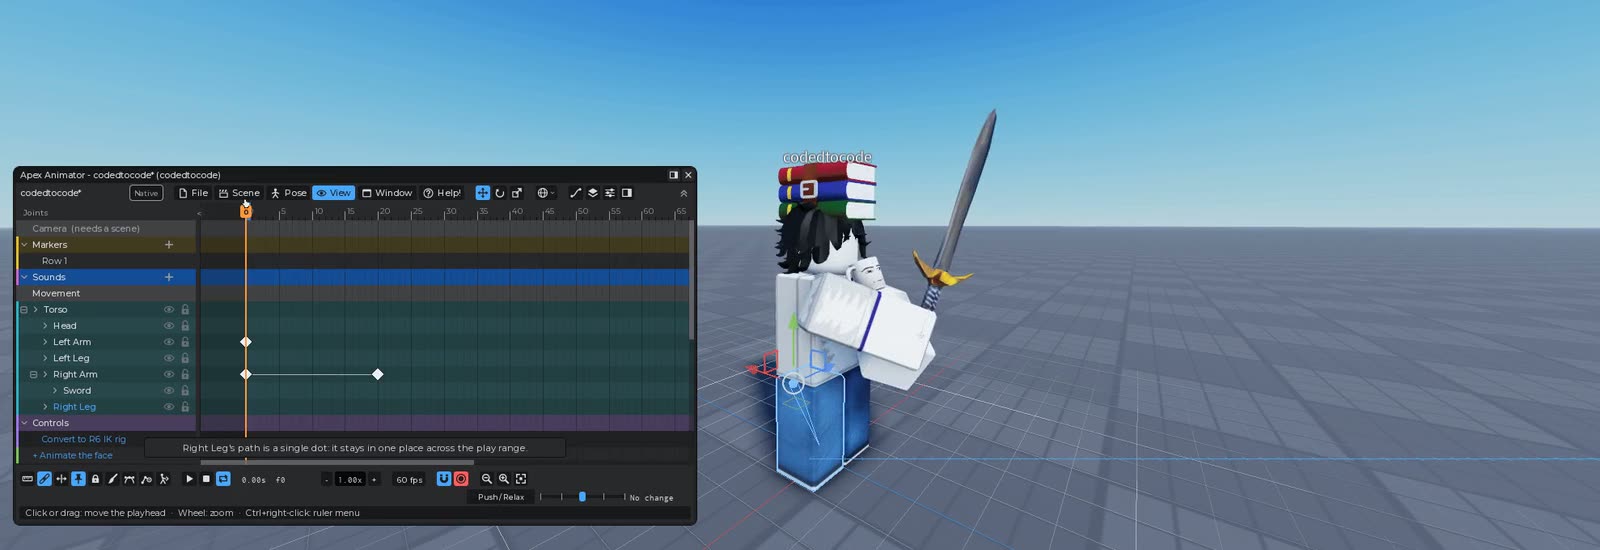 Apex Animator - codedtocode* (codedtocode)
codedtocode* Native File Scene Pose View Window Help!
Joints 0 5 10 15 20 25 30 35 40 45 50 55 60 65
Camera (needs a scene)
Markers
Row 1
Sounds
Movement
Torso
Head
Left Arm
Left Leg
Right Arm
Sword
Right Leg
Controls
Convert to R6 IK rig
Right Leg's path is a single dot: it stays in one place across the play range.
+ Animate the face
0.00s f0 - 1.00x + 60 fps
Push/Relax No change
Click or drag: move the playhead · Wheel: zoom · Ctrl+right-click: ruler menu
codedtocode